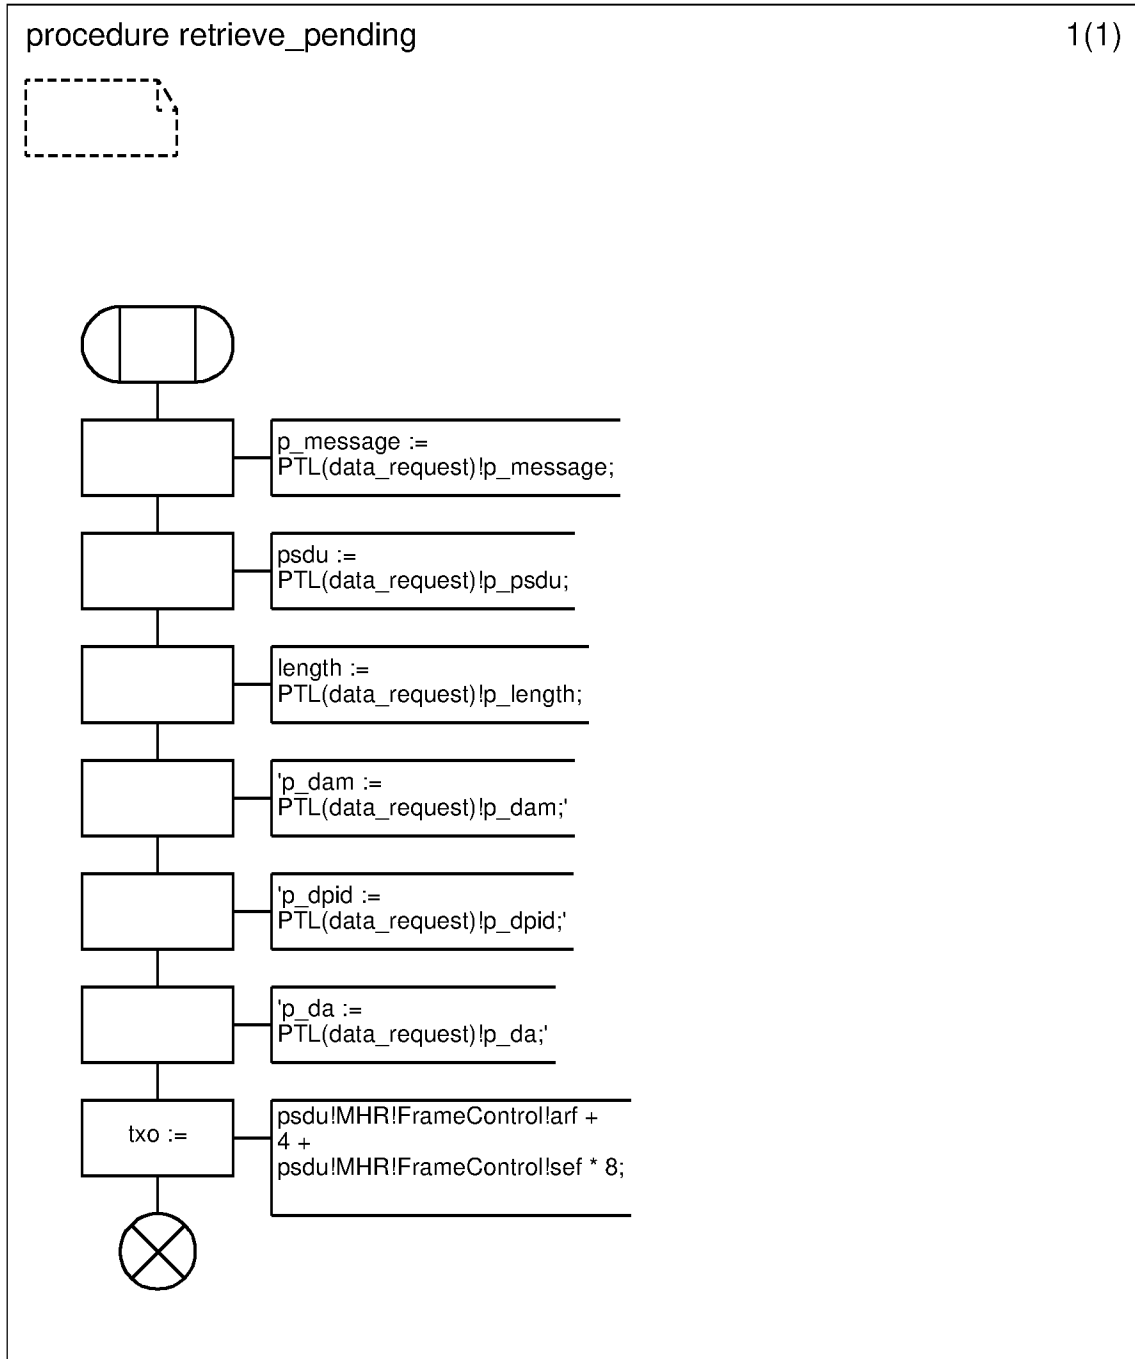 procedure retrieve_pending
1(1)
p_message :=
PTL(data_request)!p_message;
psdu :=
PTL(data_request)!p_psdu;
length :=
PTL(data_request)!p_length;
'p_dam :=
PTL(data_request)!p_dam;'
'p_dpid :=
PTL(data_request)!p_dpid;'
'p_da :=
PTL(data_request)!p_da;'
txo :=
psdu!MHR!FrameControl!arf +
4 +
psdu!MHR!FrameControl!sef * 8;